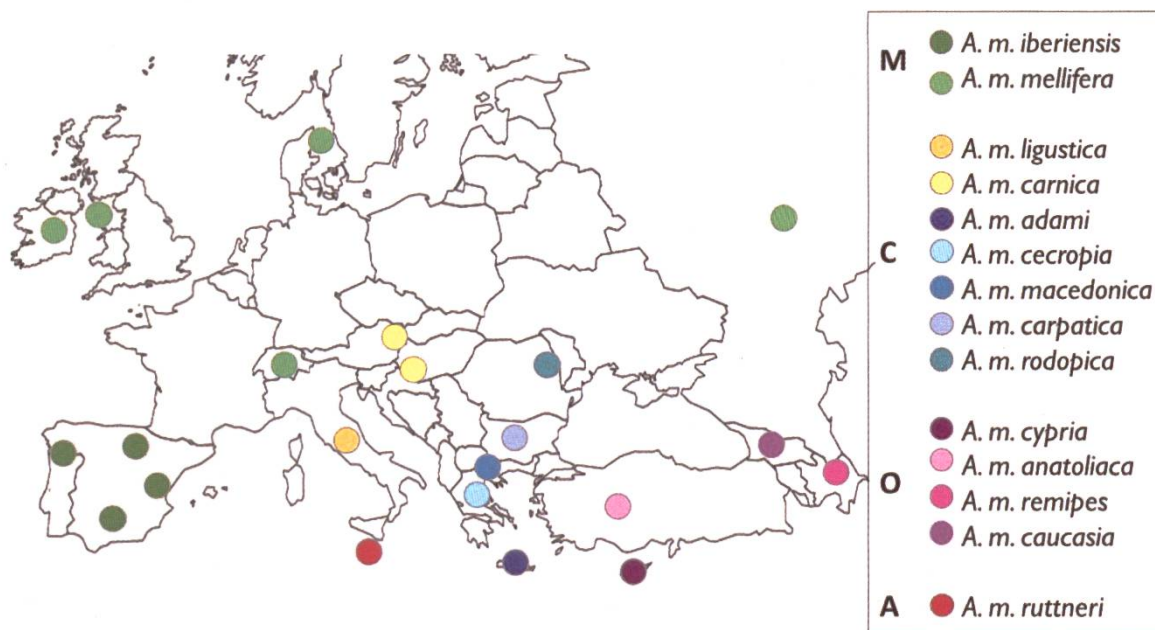 M
A. m. iberiensis
A. m. mellifera
C
A. m. ligustica
A. m. carnica
A. m. adami
A. m. cecropia
A. m. macedonica
A. m. carpatica
A. m. rodopica
O
A. m. cypria
A. m. anatoliaca
A. m. remipes
A. m. caucasia
A
A. m. ruttneri